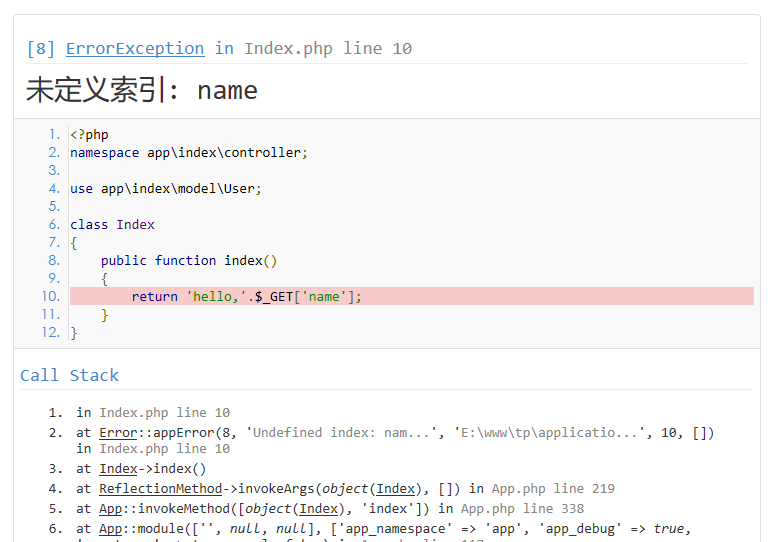 [8] ErrorException in Index.php line 10
未定义索引: name
1. <?php
2. namespace app\index\controller;
3.
4. use app\index\model\User;
5.
6. class Index
7. {
8.     public function index()
9.     {
10.         return 'hello,'.$_GET['name'];
11.     }
12. }
Call Stack
1. in Index.php line 10
2. at Error::appError(8, 'Undefined index: nam...', 'E:\www\tp\applicatio...', 10, [])
in Index.php line 10
3. at Index->index()
4. at ReflectionMethod->invokeArgs(object(Index), []) in App.php line 219
5. at App::invokeMethod([object(Index), 'index']) in App.php line 338
6. at App::module(['', null, null], ['app_namespace' => 'app', 'app_debug' => true,